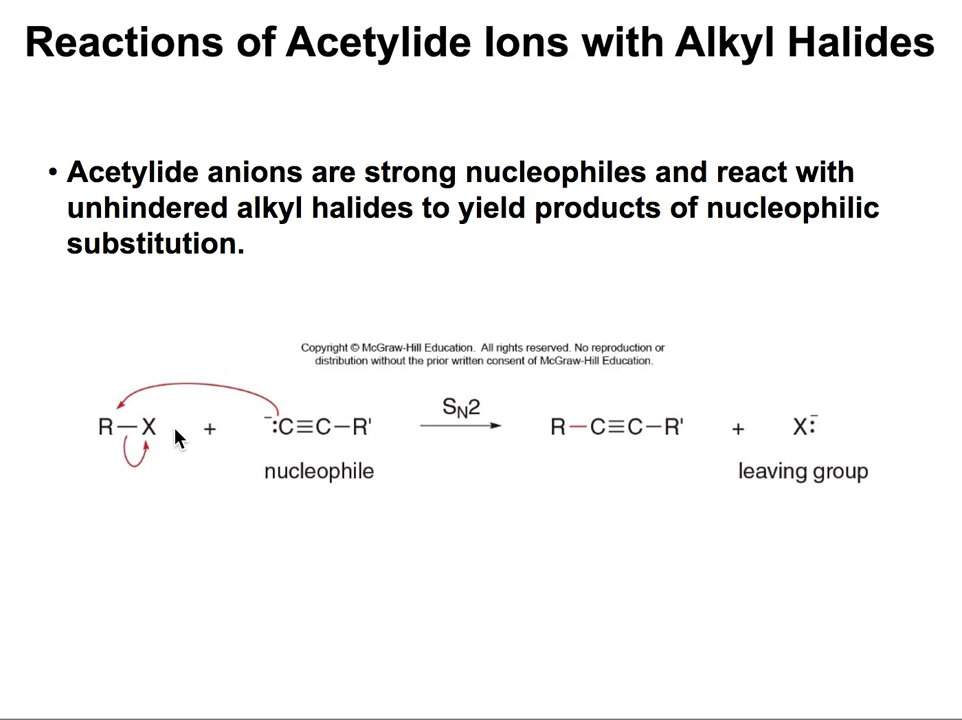 Reactions of Acetylide Ions with Alkyl Halides
• Acetylide anions are strong nucleophiles and react with
unhindered alkyl halides to yield products of nucleophilic
substitution.
Copyright © McGraw-Hill Education. All rights reserved. No reproduction or
distribution without the prior written consent of McGraw-Hill Education.
R—X + ⁻:C≡C—R' SN2 R—C≡C—R' + X:⁻
nucleophile leaving group